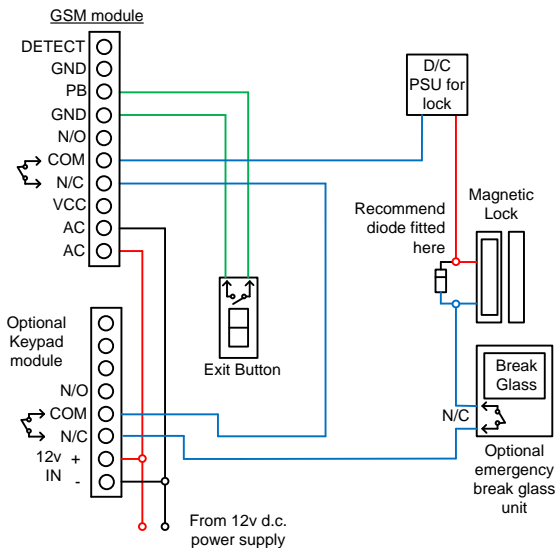 GSM module
DETECT
GND
PB
GND
N/O
COM
N/C
VCC
AC
AC
D/C
PSU for
lock
Recommend
diode fitted
here
Magnetic
Lock
Exit Button
Optional
Keypad
module
N/O
COM
N/C
12v +
IN -
Break
Glass
N/C
Optional
emergency
break glass
unit
From 12v d.c.
power supply